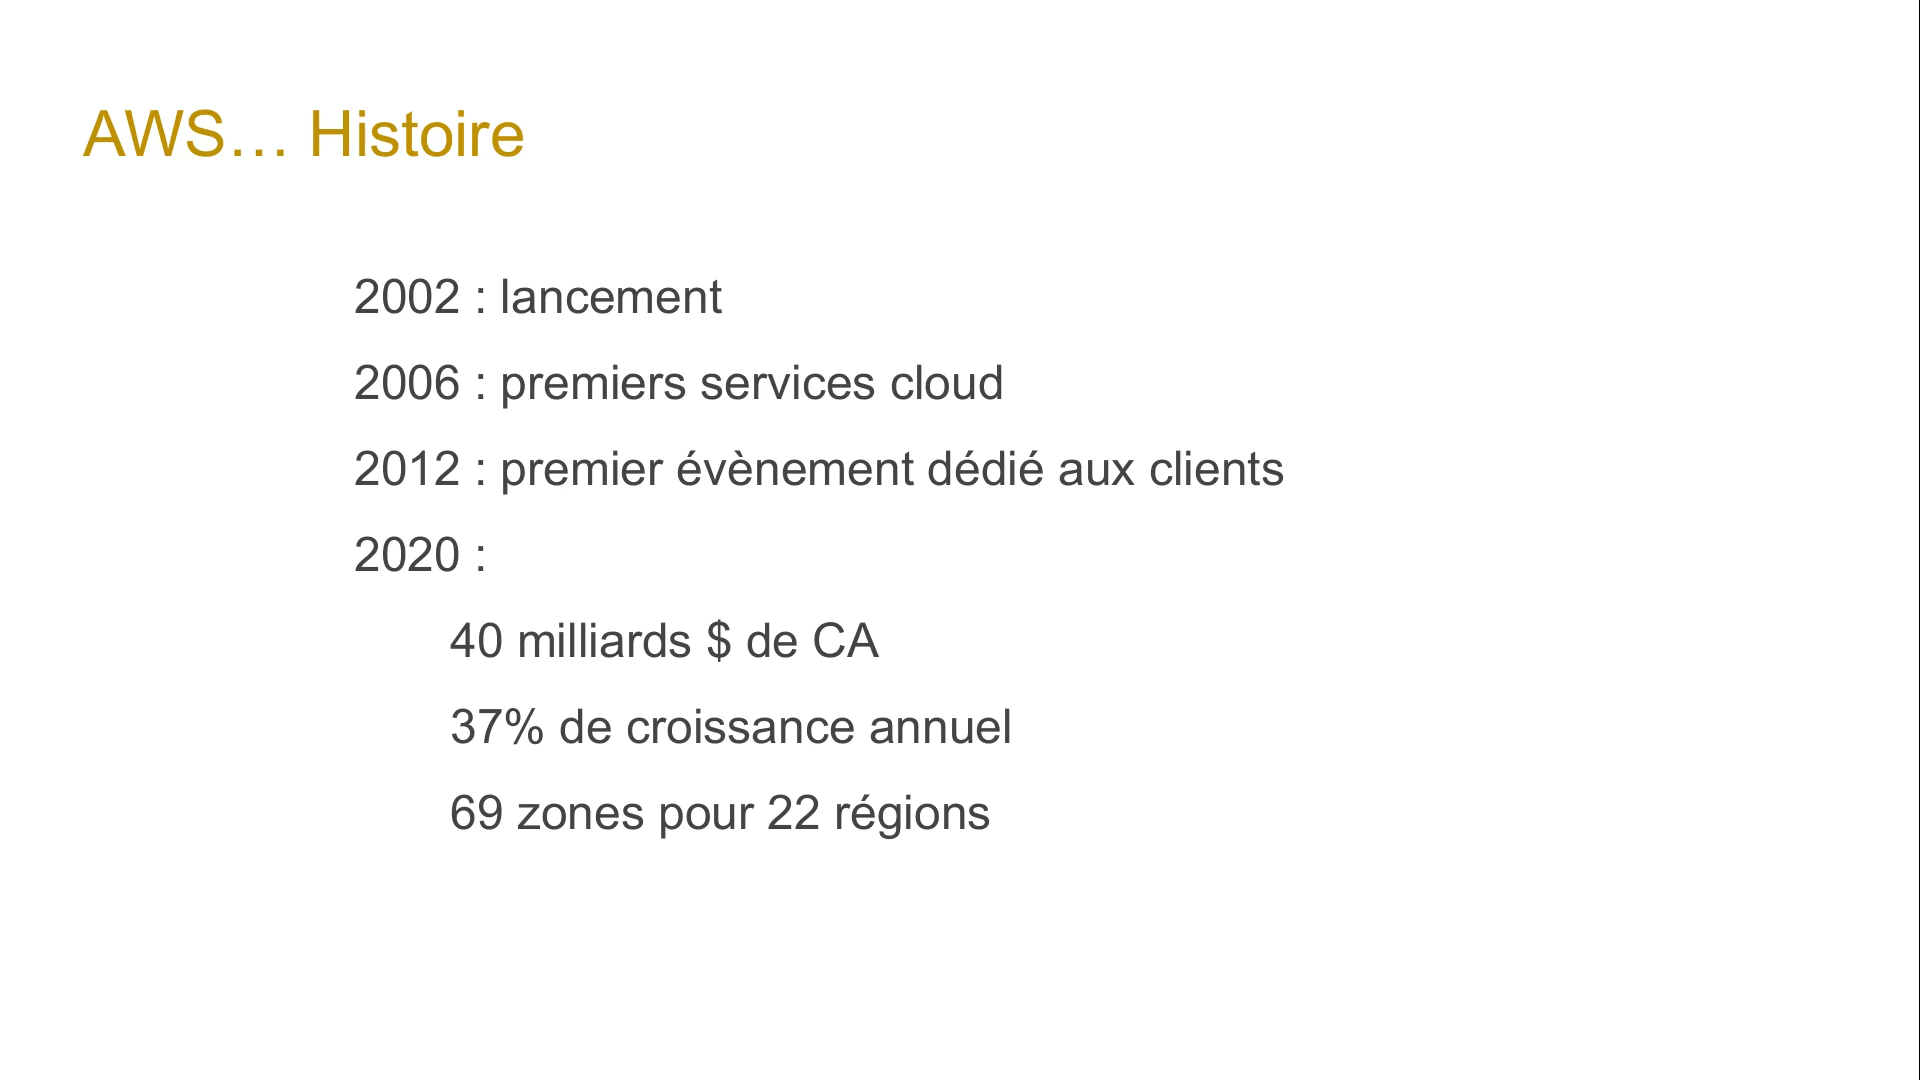 AWS… Histoire
2002 : lancement
2006 : premiers services cloud
2012 : premier évènement dédié aux clients
2020 :
40 milliards $ de CA
37% de croissance annuel
69 zones pour 22 régions